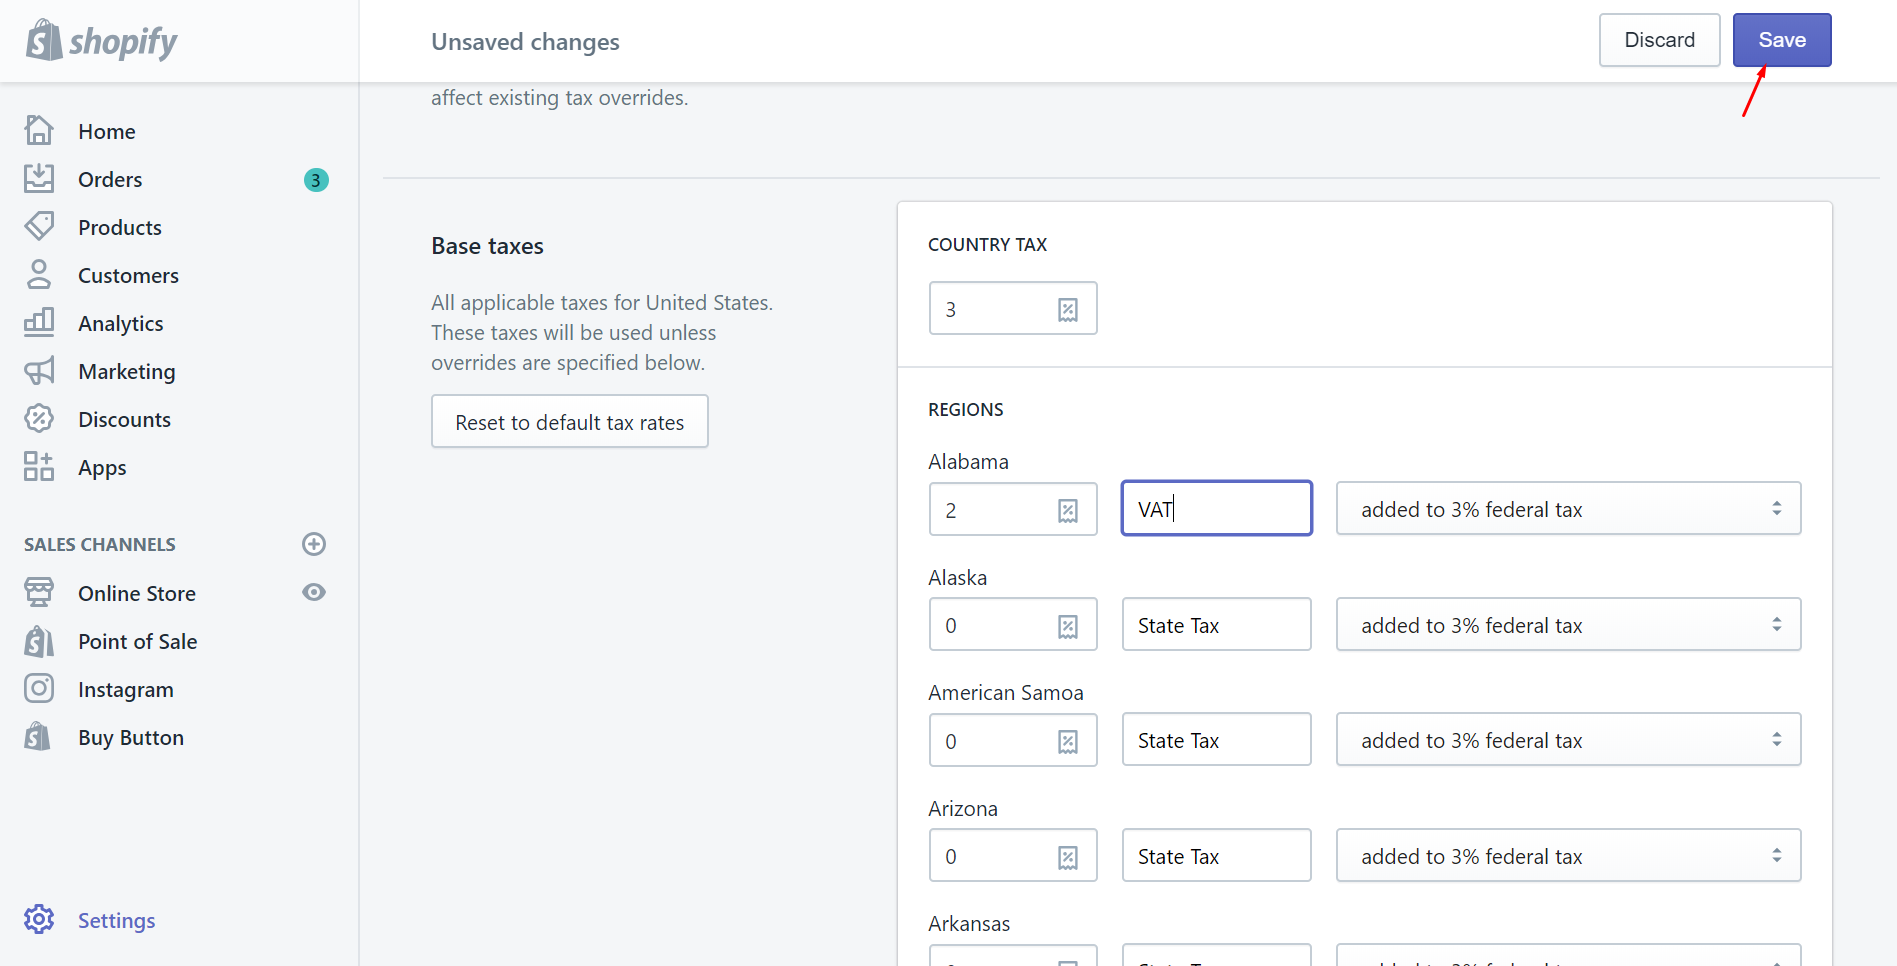 shopify
Unsaved changes
Discard
Save
affect existing tax overrides.
Home
Orders
3
Products
Customers
Analytics
Marketing
Discounts
Apps
SALES CHANNELS
Online Store
Point of Sale
Instagram
Buy Button
Settings
Base taxes
All applicable taxes for United States.
These taxes will be used unless
overrides are specified below.
Reset to default tax rates
COUNTRY TAX
3
REGIONS
Alabama
2 VAT added to 3% federal tax
Alaska
0 State Tax added to 3% federal tax
American Samoa
0 State Tax added to 3% federal tax
Arizona
0 State Tax added to 3% federal tax
Arkansas